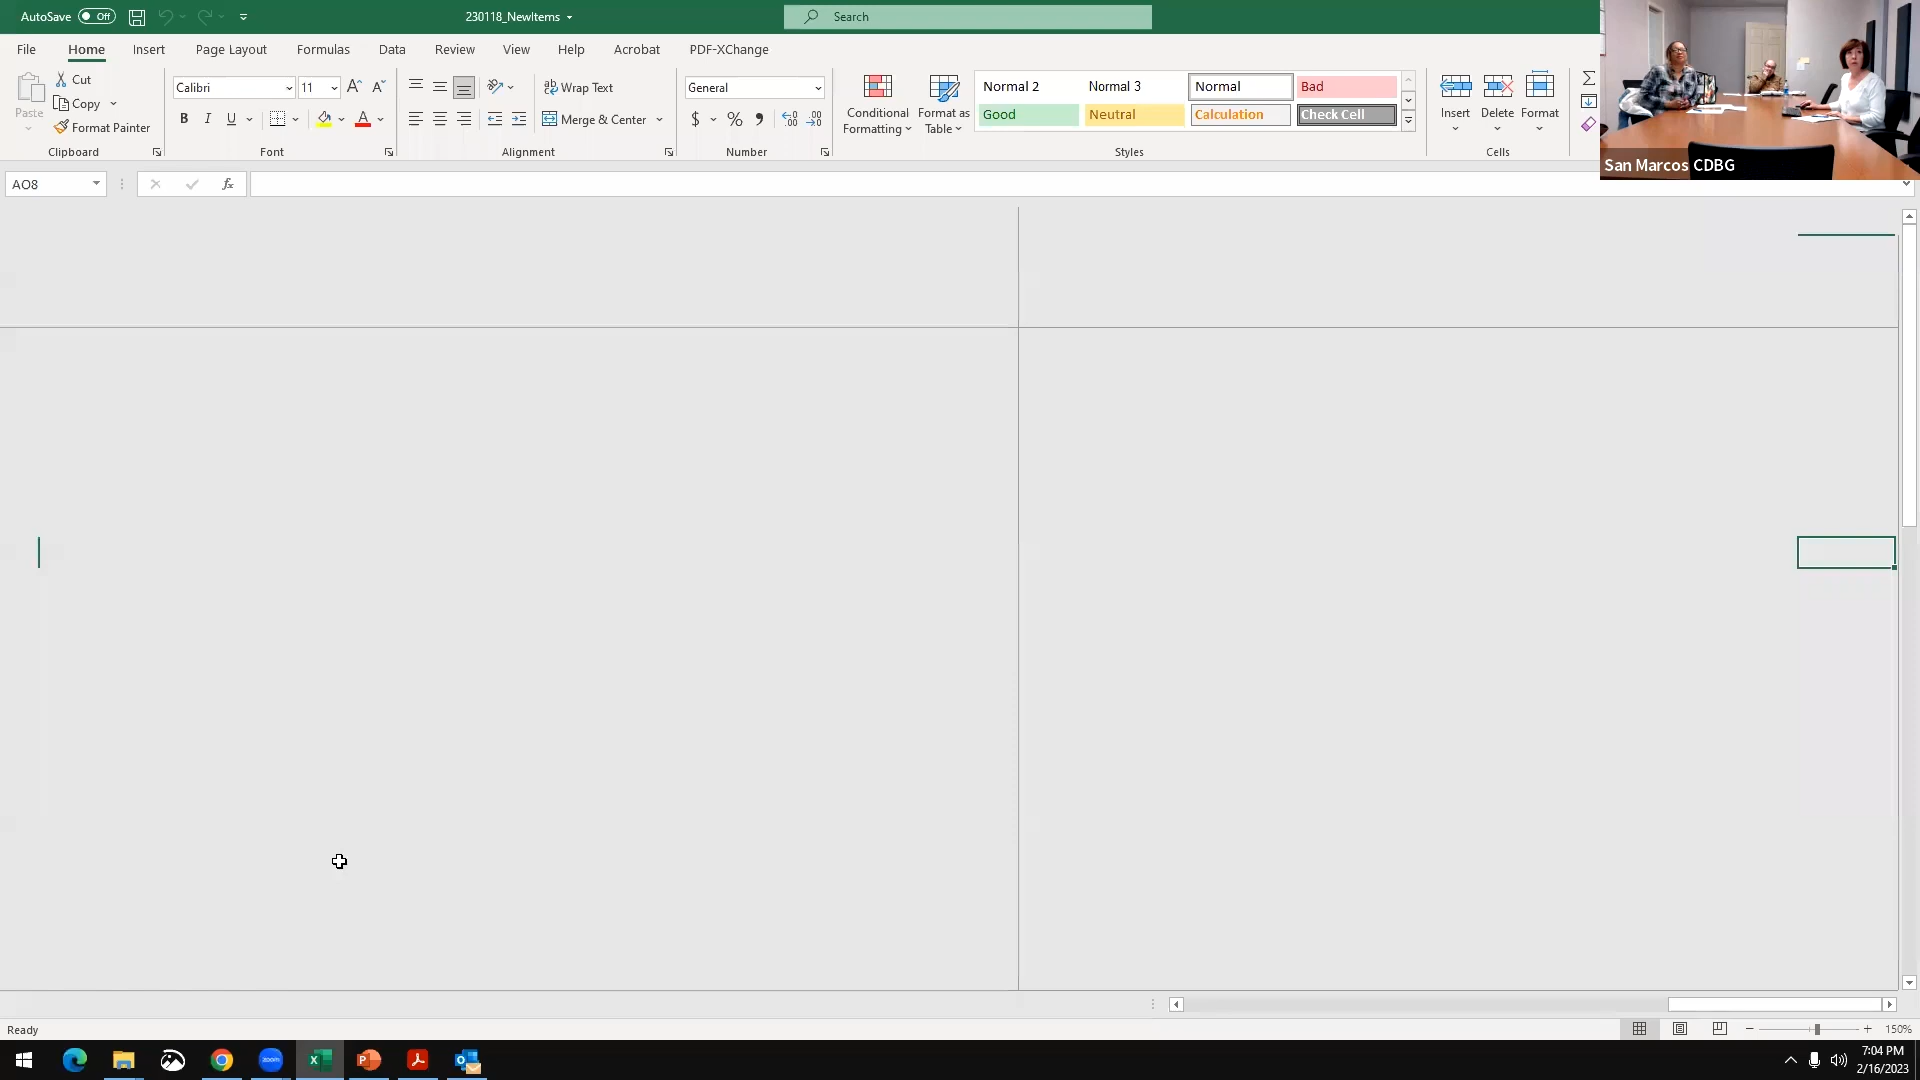 AutoSave Off 230118_NewItems Search
File Home Insert Page Layout Formulas Data Review View Help Acrobat PDF-XChange
Paste
Cut
Copy
Format Painter
Clipboard
Calibri 11
B I U
Font
Wrap Text
Merge & Center
Alignment
General
$ % 9
Number
Conditional Formatting
Format as Table
Normal 2 Normal 3 Normal Bad
Good Neutral Calculation Check Cell
Styles
Insert Delete Format
Cells
San Marcos CDBG
AO8 fx
Ready 150%
zoom
7:04 PM
2/16/2023